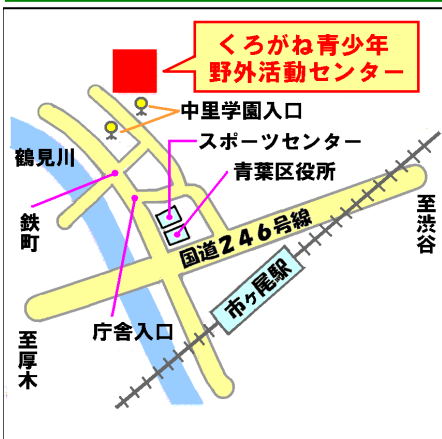 くろがね青少年
野外活動センター
中里学園入口
スポーツセンター
青葉区役所
鶴見川
鉄町
国道246号線
至渋谷
市ヶ尾駅
庁舎入口
至厚木